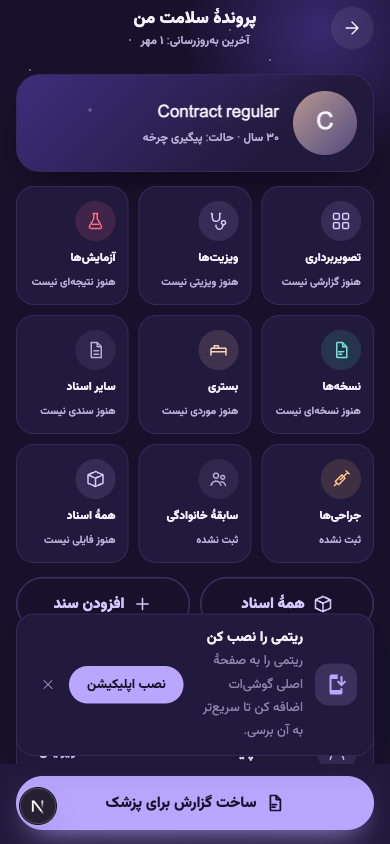 پروندهٔ سلامت من
آخرین به‌روزرسانی: ۱ مهر
Contract regular
C
۳۰ سال · حالت: پیگیری چرخه
تصویربرداری
هنوز گزارشی نیست
ویزیت‌ها
هنوز ویزیتی نیست
آزمایش‌ها
هنوز نتیجه‌ای نیست
نسخه‌ها
هنوز نسخه‌ای نیست
بستری
هنوز موردی نیست
سایر اسناد
هنوز سندی نیست
جراحی‌ها
ثبت نشده
سابقهٔ خانوادگی
ثبت نشده
همهٔ اسناد
هنوز فایلی نیست
همهٔ اسناد
افزودن سند
ریتمی را نصب کن
ریتمی را به صفحهٔ
اصلی گوشی‌ات
اضافه کن تا سریع‌تر
به آن برسی.
نصب اپلیکیشن
ساخت گزارش برای پزشک
N